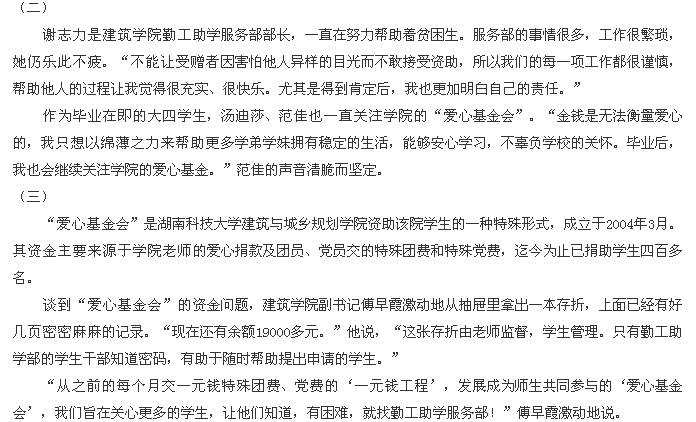 （二）
谢志力是建筑学院勤工助学服务部部长，一直在努力帮助着贫困生。服务部的事情很多，工作很繁琐，
她仍乐此不疲。“不能让受赠者因害怕他人异样的目光而不敢接受资助，所以我们的每一项工作都很谨慎，
帮助他人的过程让我觉得很充实、很快乐。尤其是得到肯定后，我也更加明白自己的责任。”
作为毕业在即的大四学生，汤迪莎、范佳也一直关注学院的“爱心基金会”。“金钱是无法衡量爱心
的，我只想以绵薄之力来帮助更多学弟学妹拥有稳定的生活，能够安心学习，不辜负学校的关怀。毕业后，
我也会继续关注学院的爱心基金。”范佳的声音清脆而坚定。
（三）
“爱心基金会”是湖南科技大学建筑与城乡规划学院资助该院学生的一种特殊形式，成立于2004年3月。
其资金主要来源于学院老师的爱心捐款及团员、党员交的特殊团费和特殊党费，迄今为止已捐助学生四百多
名。
谈到“爱心基金会”的资金问题，建筑学院副书记傅早霞激动地从抽屉里拿出一本存折，上面已经有好
几页密密麻麻的记录。“现在还有余额19000多元。”他说，“这张存折由老师监督，学生管理。只有勤工助
学部的学生干部知道密码，有助于随时帮助提出申请的学生。”
“从之前的每个月交一元钱特殊团费、党费的‘一元钱工程’，发展成为师生共同参与的‘爱心基金
会’，我们旨在关心更多的学生，让他们知道，有困难，就找勤工助学服务部！”傅早霞激动地说。